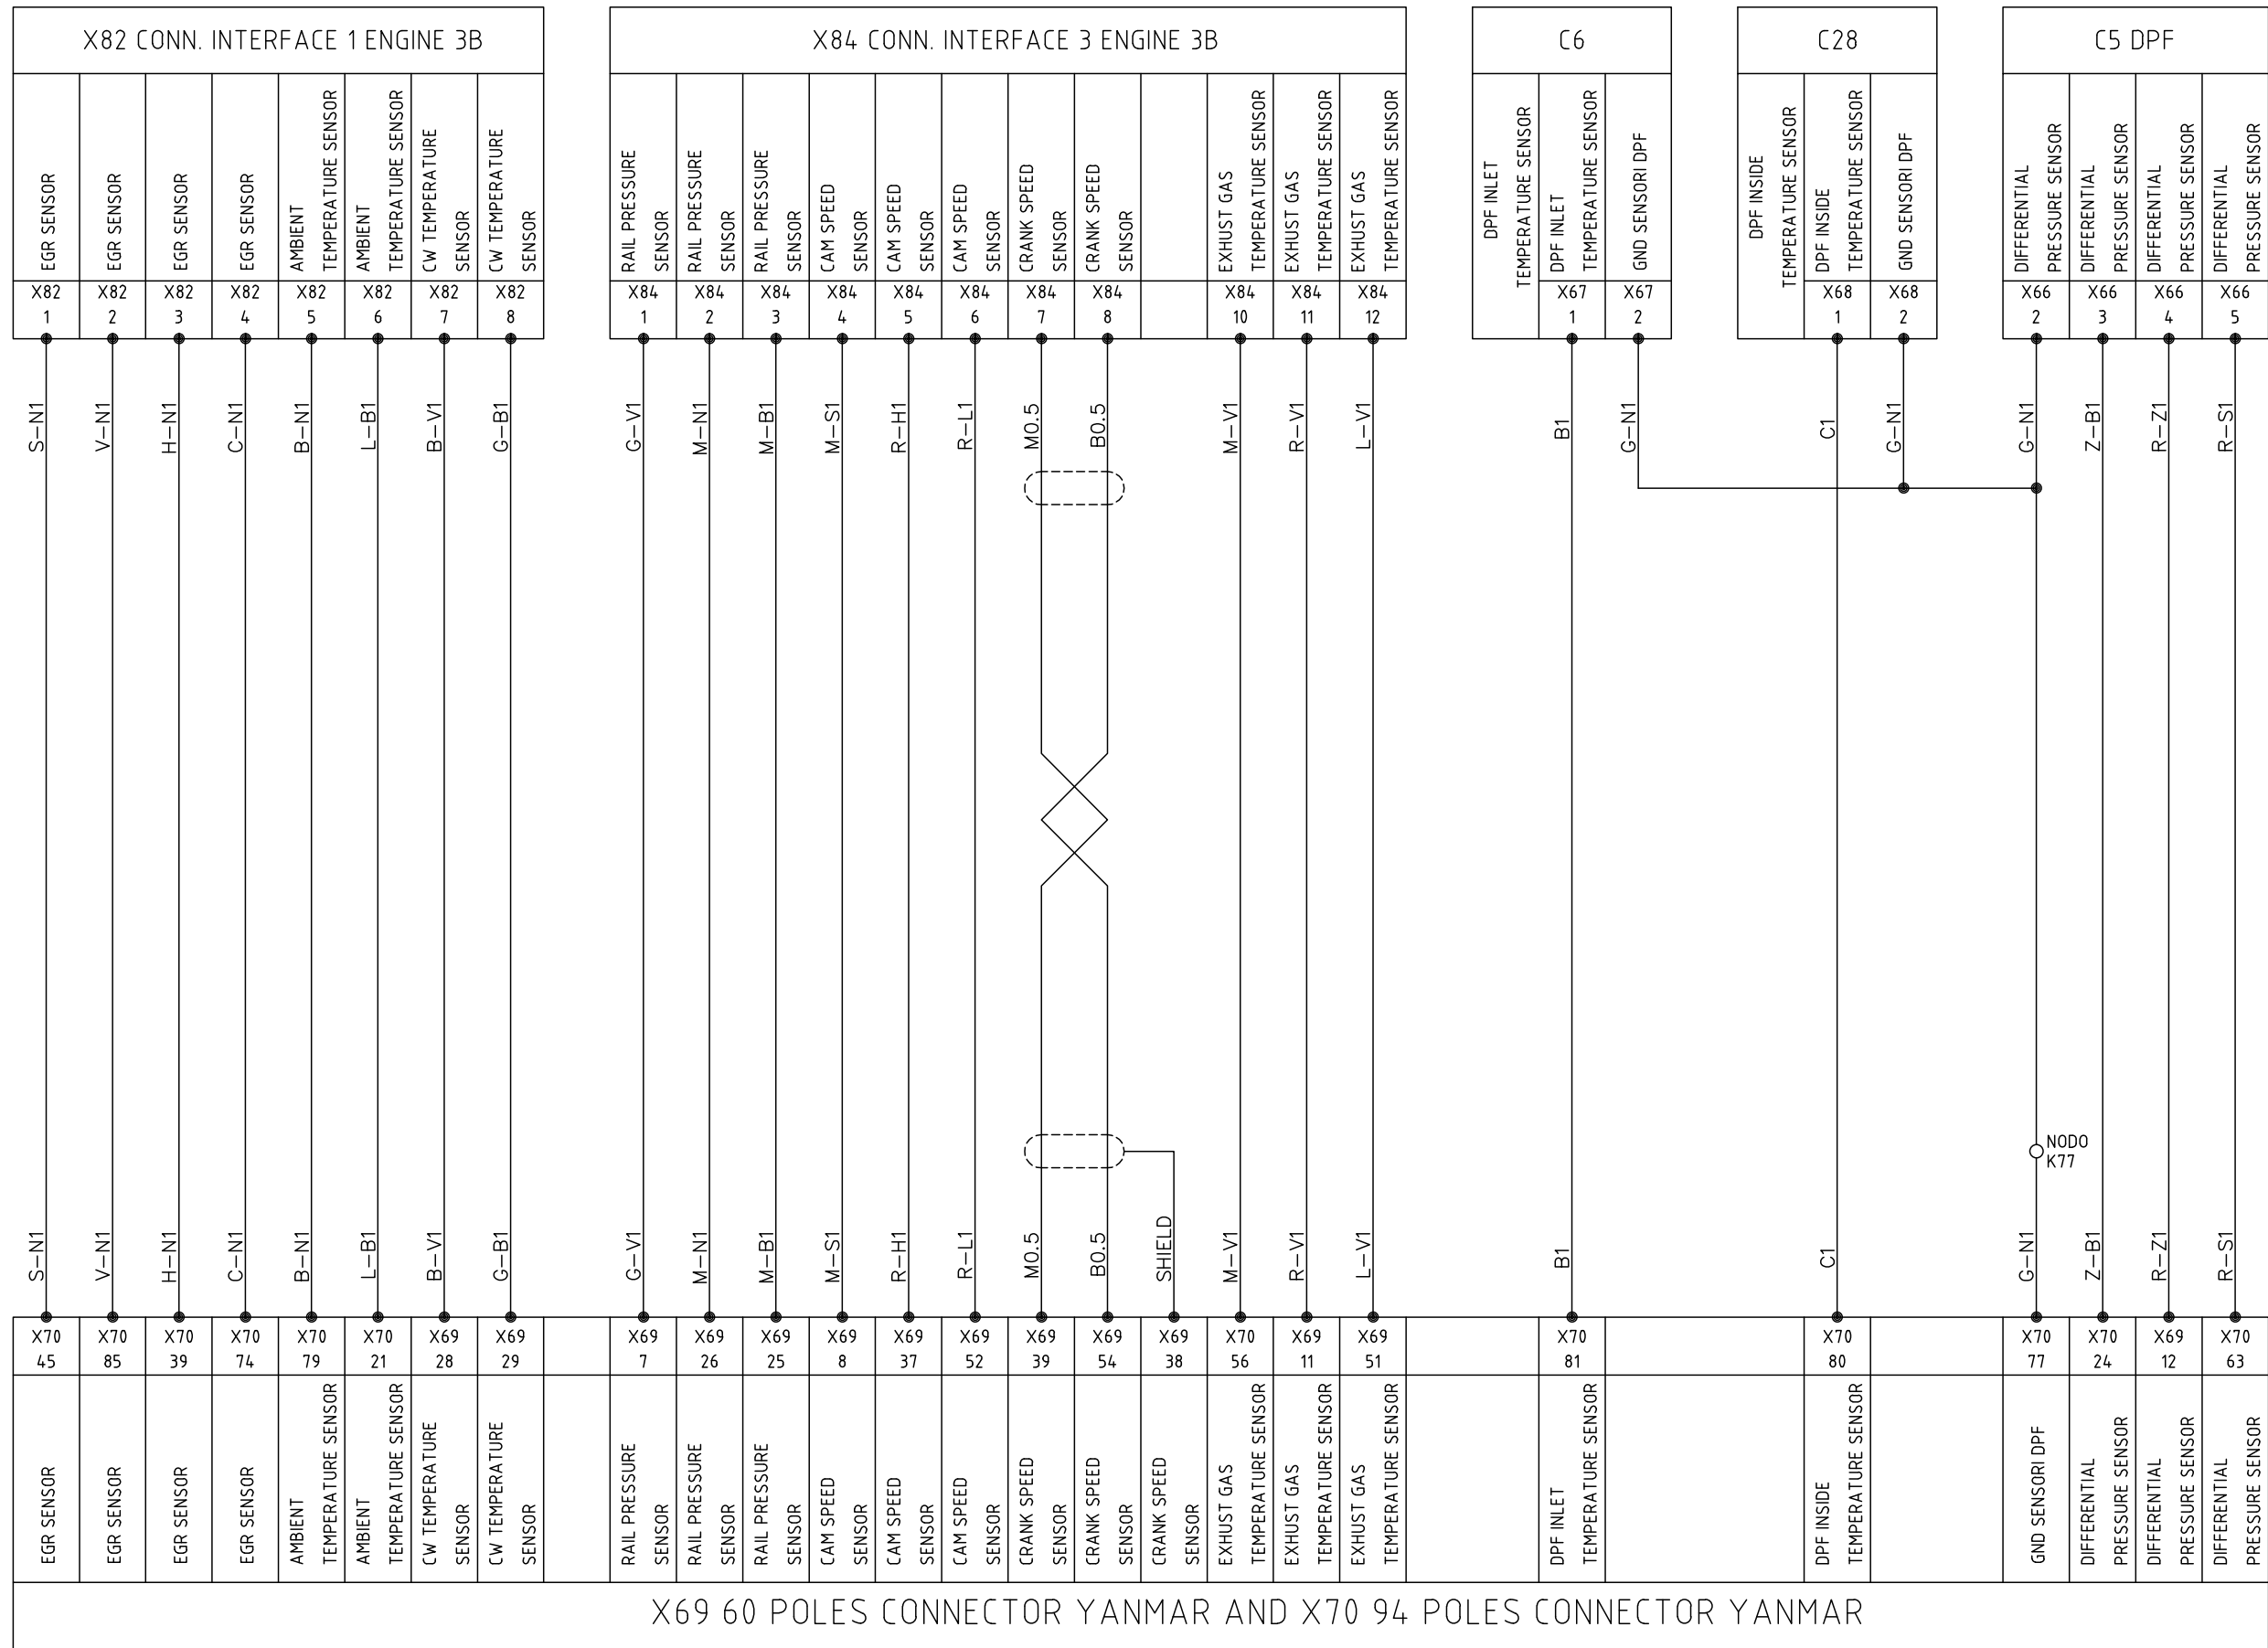 X82 CONN. INTERFACE 1 ENGINE 3B
X84 CONN. INTERFACE 3 ENGINE 3B
C6
C28
C5 DPF
EGR SENSOR
EGR SENSOR
EGR SENSOR
EGR SENSOR
AMBIENT
TEMPERATURE SENSOR
AMBIENT
TEMPERATURE SENSOR
CW TEMPERATURE
SENSOR
CW TEMPERATURE
SENSOR
RAIL PRESSURE
SENSOR
RAIL PRESSURE
SENSOR
RAIL PRESSURE
SENSOR
CAM SPEED
SENSOR
CAM SPEED
SENSOR
CAM SPEED
SENSOR
CRANK SPEED
SENSOR
CRANK SPEED
SENSOR
EXHUST GAS
TEMPERATURE SENSOR
EXHUST GAS
TEMPERATURE SENSOR
EXHUST GAS
TEMPERATURE SENSOR
DPF INLET
TEMPERATURE SENSOR
DPF INLET
TEMPERATURE SENSOR
GND SENSORI DPF
DPF INSIDE
TEMPERATURE SENSOR
DPF INSIDE
TEMPERATURE SENSOR
GND SENSORI DPF
DIFFERENTIAL
PRESSURE SENSOR
DIFFERENTIAL
PRESSURE SENSOR
DIFFERENTIAL
PRESSURE SENSOR
DIFFERENTIAL
PRESSURE SENSOR
X82 X82 X82 X82 X82 X82 X82 X82 X84 X84 X84 X84 X84 X84 X84 X84 X84 X84 X84 X67 X67 X68 X68 X66 X66 X66 X66
1 2 3 4 5 6 7 8 1 2 3 4 5 6 7 8 10 11 12 1 2 1 2 2 3 4 5
S-N1
V-N1
H-N1
C-N1
B-N1
L-B1
B-V1
G-B1
G-V1
M-N1
M-B1
M-S1
R-H1
R-L1
M0.5
B0.5
M-V1
R-V1
L-V1
B1
G-N1
C1
G-N1
G-N1
Z-B1
R-Z1
R-S1
NODO
K77
S-N1
V-N1
H-N1
C-N1
B-N1
L-B1
B-V1
G-B1
G-V1
M-N1
M-B1
M-S1
R-H1
R-L1
M0.5
B0.5
SHIELD
M-V1
R-V1
L-V1
B1
C1
G-N1
Z-B1
R-Z1
R-S1
X70 X70 X70 X70 X70 X70 X69 X69 X69 X69 X69 X69 X69 X69 X69 X69 X69 X70 X69 X69 X70 X70 X70 X70 X69 X70
45 85 39 74 79 21 28 29 7 26 25 8 37 52 39 54 38 56 11 51 81 80 77 24 12 63
EGR SENSOR
EGR SENSOR
EGR SENSOR
EGR SENSOR
AMBIENT
TEMPERATURE SENSOR
AMBIENT
TEMPERATURE SENSOR
CW TEMPERATURE
SENSOR
CW TEMPERATURE
SENSOR
RAIL PRESSURE
SENSOR
RAIL PRESSURE
SENSOR
RAIL PRESSURE
SENSOR
CAM SPEED
SENSOR
CAM SPEED
SENSOR
CAM SPEED
SENSOR
CRANK SPEED
SENSOR
CRANK SPEED
SENSOR
CRANK SPEED
SENSOR
EXHUST GAS
TEMPERATURE SENSOR
EXHUST GAS
TEMPERATURE SENSOR
EXHUST GAS
TEMPERATURE SENSOR
DPF INLET
TEMPERATURE SENSOR
DPF INSIDE
TEMPERATURE SENSOR
GND SENSORI DPF
DIFFERENTIAL
PRESSURE SENSOR
DIFFERENTIAL
PRESSURE SENSOR
DIFFERENTIAL
PRESSURE SENSOR
X69 60 POLES CONNECTOR YANMAR AND X70 94 POLES CONNECTOR YANMAR